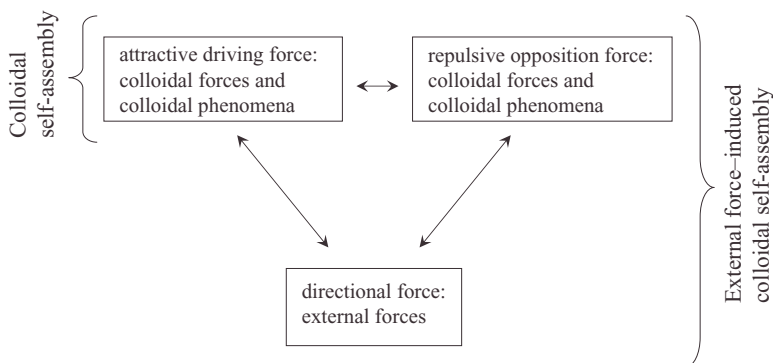 Colloidal
self-assembly
attractive driving force:
colloidal forces and
colloidal phenomena
repulsive opposition force:
colloidal forces and
colloidal phenomena
directional force:
external forces
External force–induced
colloidal self-assembly